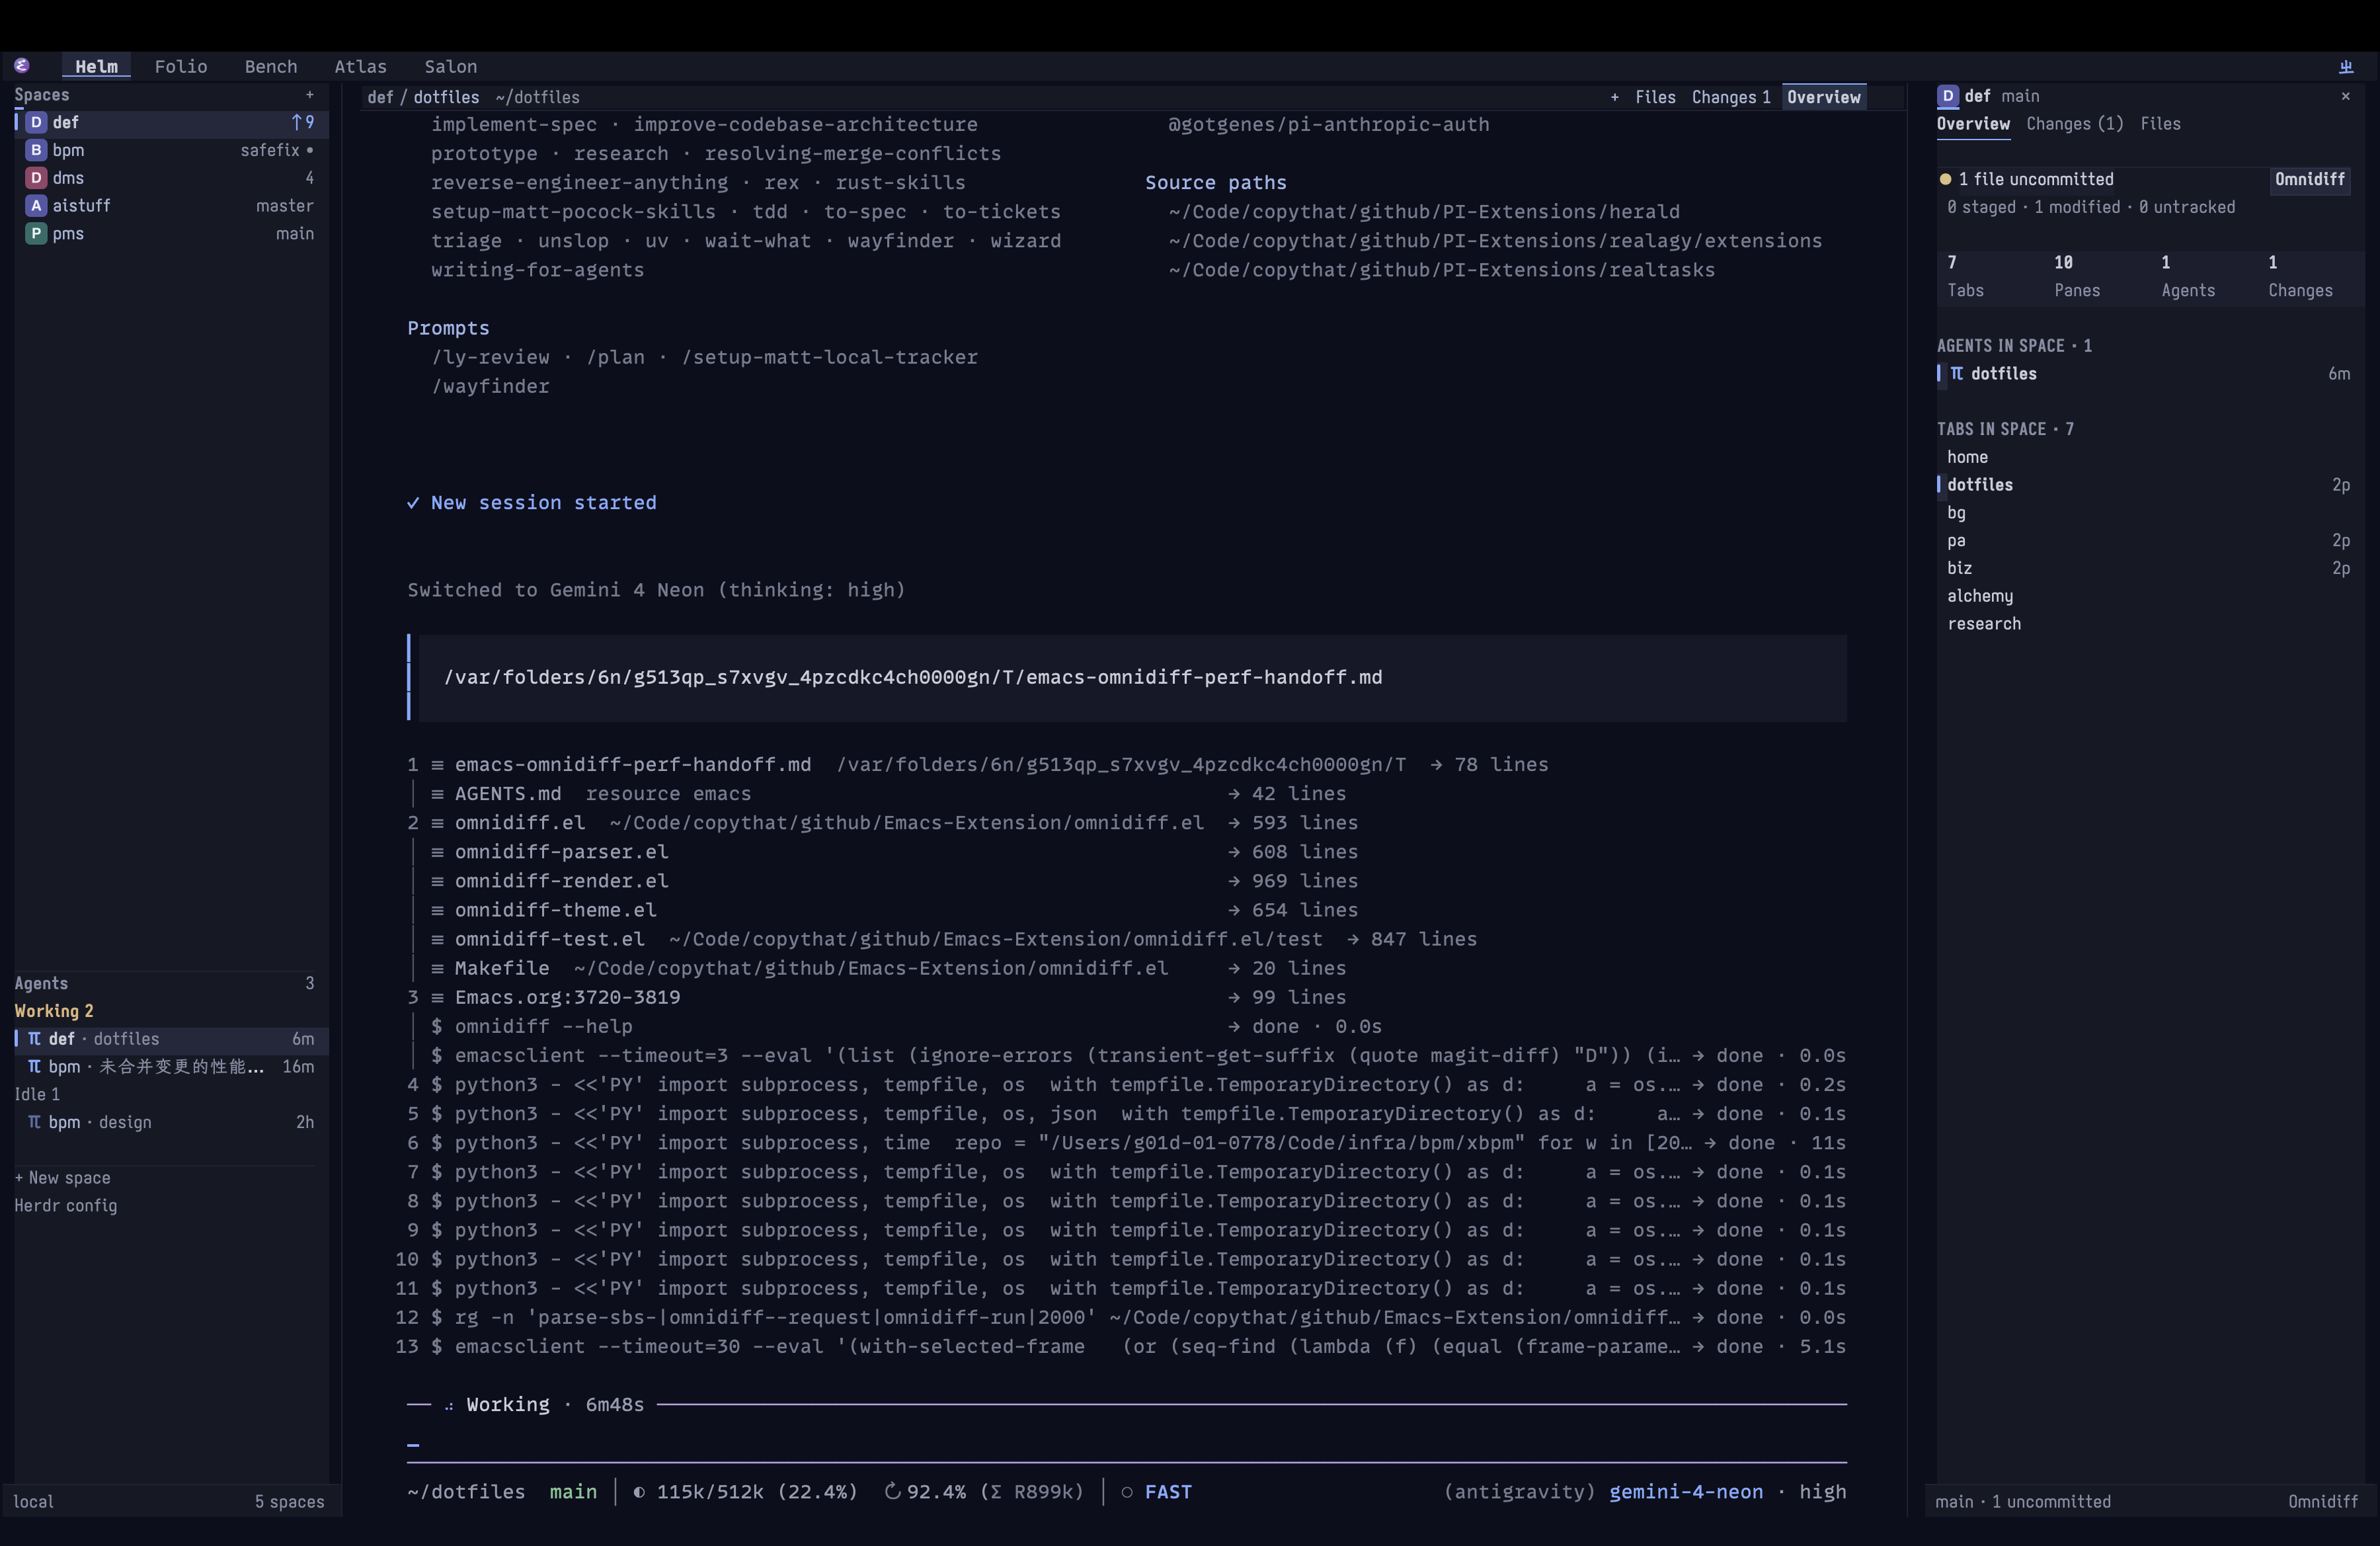 Helm Folio Bench Atlas Salon
Spaces +
D def ↑9
B bpm safefix •
D dms 4
A aistuff master
P pms main
Agents 3
Working 2
π def · dotfiles 6m
π bpm · 未合并变更的性能… 16m
Idle 1
π bpm · design 2h
+ New space
Herdr config
local 5 spaces
def / dotfiles ~/dotfiles + Files Changes 1 Overview
implement-spec · improve-codebase-architecture @gotgenes/pi-anthropic-auth
prototype · research · resolving-merge-conflicts
reverse-engineer-anything · rex · rust-skills Source paths
setup-matt-pocock-skills · tdd · to-spec · to-tickets ~/Code/copythat/github/PI-Extensions/herald
triage · unslop · uv · wait-what · wayfinder · wizard ~/Code/copythat/github/PI-Extensions/realagy/extensions
writing-for-agents ~/Code/copythat/github/PI-Extensions/realtasks
Prompts
/ly-review · /plan · /setup-matt-local-tracker
/wayfinder
✓ New session started
Switched to Gemini 4 Neon (thinking: high)
/var/folders/6n/g513qp_s7xvgv_4pzcdkc4ch0000gn/T/emacs-omnidiff-perf-handoff.md
1 ≡ emacs-omnidiff-perf-handoff.md /var/folders/6n/g513qp_s7xvgv_4pzcdkc4ch0000gn/T → 78 lines
│ ≡ AGENTS.md resource emacs → 42 lines
2 ≡ omnidiff.el ~/Code/copythat/github/Emacs-Extension/omnidiff.el → 593 lines
│ ≡ omnidiff-parser.el → 608 lines
│ ≡ omnidiff-render.el → 969 lines
│ ≡ omnidiff-theme.el → 654 lines
│ ≡ omnidiff-test.el ~/Code/copythat/github/Emacs-Extension/omnidiff.el/test → 847 lines
│ ≡ Makefile ~/Code/copythat/github/Emacs-Extension/omnidiff.el → 20 lines
3 ≡ Emacs.org:3720-3819 → 99 lines
│ $ omnidiff --help → done · 0.0s
│ $ emacsclient --timeout=3 --eval '(list (ignore-errors (transient-get-suffix (quote magit-diff) "D")) (i… → done · 0.0s
4 $ python3 - <<'PY' import subprocess, tempfile, os with tempfile.TemporaryDirectory() as d: a = os.… → done · 0.2s
5 $ python3 - <<'PY' import subprocess, tempfile, os, json with tempfile.TemporaryDirectory() as d: a… → done · 0.1s
6 $ python3 - <<'PY' import subprocess, time repo = "/Users/g01d-01-0778/Code/infra/bpm/xbpm" for w in [20… → done · 11s
7 $ python3 - <<'PY' import subprocess, tempfile, os with tempfile.TemporaryDirectory() as d: a = os.… → done · 0.1s
8 $ python3 - <<'PY' import subprocess, tempfile, os with tempfile.TemporaryDirectory() as d: a = os.… → done · 0.1s
9 $ python3 - <<'PY' import subprocess, tempfile, os with tempfile.TemporaryDirectory() as d: a = os.… → done · 0.1s
10 $ python3 - <<'PY' import subprocess, tempfile, os with tempfile.TemporaryDirectory() as d: a = os.… → done · 0.1s
11 $ python3 - <<'PY' import subprocess, tempfile, os with tempfile.TemporaryDirectory() as d: a = os.… → done · 0.1s
12 $ rg -n 'parse-sbs-|omnidiff--request|omnidiff-run|2000' ~/Code/copythat/github/Emacs-Extension/omnidiff… → done · 0.0s
13 $ emacsclient --timeout=30 --eval '(with-selected-frame (or (seq-find (lambda (f) (equal (frame-parame… → done · 5.1s
Working · 6m48s
~/dotfiles main │ 115k/512k (22.4%) 92.4% (Σ R899k) │ ○ FAST (antigravity) gemini-4-neon · high
D def main ×
Overview Changes (1) Files
1 file uncommitted Omnidiff
0 staged · 1 modified · 0 untracked
7 10 1 1
Tabs Panes Agents Changes
AGENTS IN SPACE · 1
π dotfiles 6m
TABS IN SPACE · 7
home
dotfiles 2p
bg
pa 2p
biz 2p
alchemy
research
main · 1 uncommitted Omnidiff